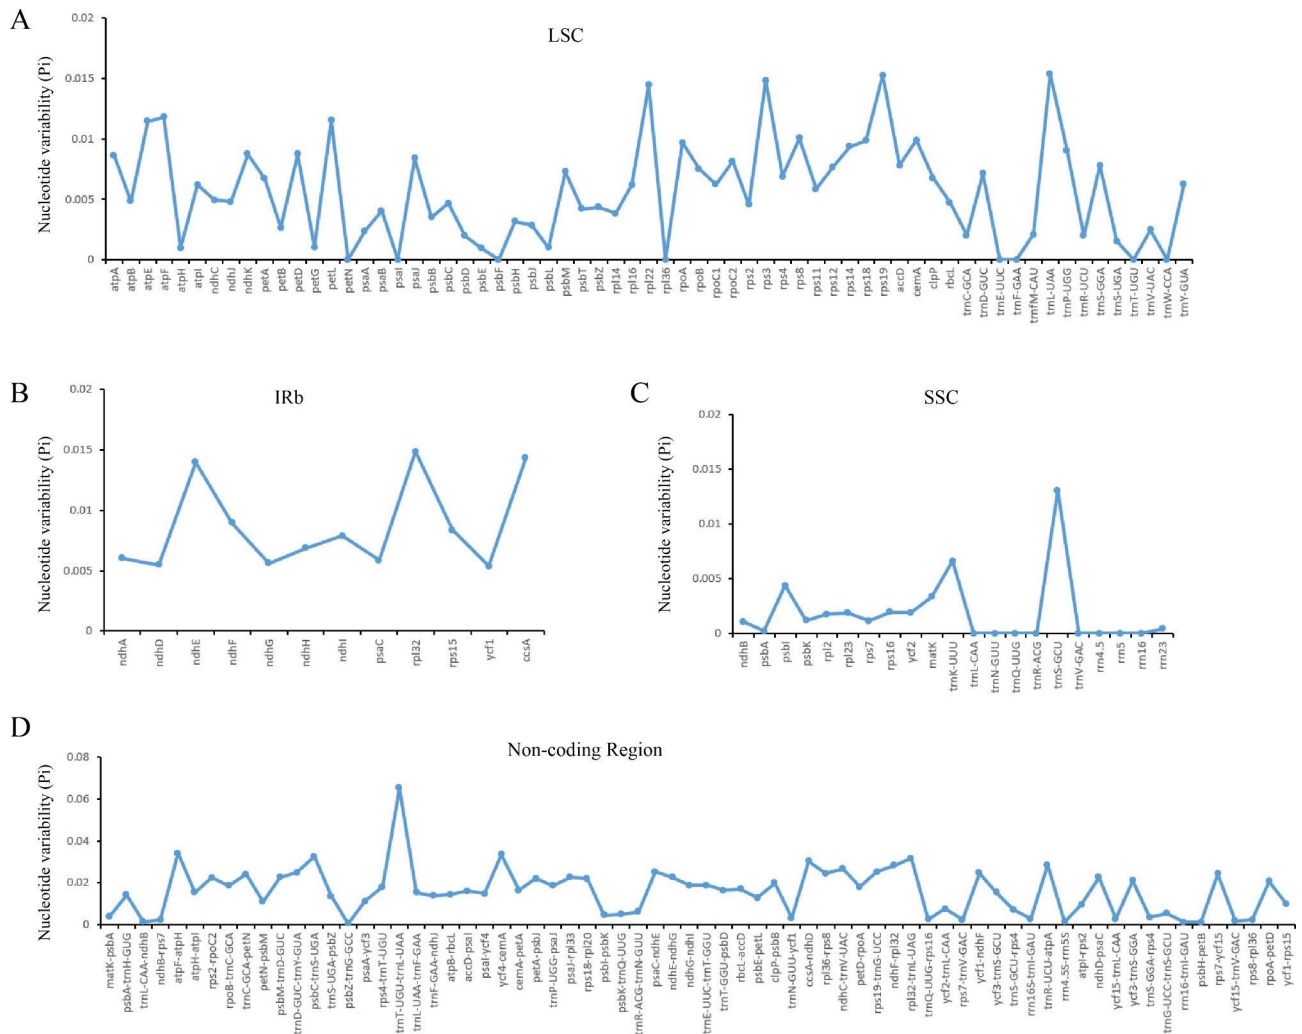 A
LSC
Nucleotide variability (Pi)
0.02
0.015
0.01
0.005
0
atpA
atpB
atpE
atpF
atpH
atpI
ndhC
ndhJ
ndhK
petA
petB
petD
petG
petL
petN
psaA
psaB
psaI
psaJ
psbB
psbC
psbD
psbE
psbF
psbH
psbJ
psbL
psbM
psbT
psbZ
rpl14
rpl16
rpl22
rpl36
rpoA
rpoB
rpoC1
rpoC2
rps2
rps3
rps4
rps8
rps11
rps12
rps14
rps18
rps19
accD
cemA
clpP
rbcL
trnC-GCA
trnD-GUC
trnE-UUC
trnF-GAA
trnfM-CAU
trnL-UAA
trnP-UGG
trnR-UCU
trnS-GGA
trnS-UGA
trnT-UGU
trnV-UAC
trnW-CCA
trnY-GUA
B
IRb
Nucleotide variability (Pi)
0.02
0.015
0.01
0.005
0
ndhA
ndhD
ndhE
ndhF
ndhG
ndhH
ndhI
psaC
rpl32
rps15
ycf1
ccsA
C
SSC
Nucleotide variability (Pi)
0.02
0.015
0.01
0.005
0
ndhB
psbA
psbI
psbK
rpl2
rpl23
rps7
rps16
ycf2
matK
trnK-UUU
trnL-CAA
trnN-GUU
trnQ-UUG
trnR-ACG
trnS-GCU
trnV-GAC
rrn4.5
rrn5
rrn16
rrn23
D
Non-coding Region
Nucleotide variability (Pi)
0.08
0.06
0.04
0.02
0
matK-psbA
psbA-trnH-GUG
trnL-CAA-ndhB
ndhB-rps7
atpF-atpH
atpH-atpI
rps2-rpoC2
rpoB-trnC-GCA
trnC-GCA-petN
petN-psbM
psbM-trnD-GUC
trnD-GUC-trnY-GUA
psbC-trnS-UGA
trnS-UGA-psbZ
psbZ-trnG-GCC
psaA-ycf3
rps4-trnT-UGU
trnT-UGU-trnL-UAA
trnL-UAA-trnF-GAA
trnF-GAA-ndhJ
atpB-rbcL
accD-psaI
psaI-ycf4
ycf4-cemA
cemA-petA
petA-psbJ
trnP-UGG-psaJ
psaJ-rpl33
rps18-rpl20
psbI-psbK
psbK-trnQ-UUG
trnR-ACG-trnN-GUU
psaC-ndhE
ndhE-ndhG
ndhG-ndhI
trnE-UUC-trnT-GGU
trnT-GGU-psbD
rbcL-accD
psbE-petL
clpP-psbB
trnN-GUU-ycf1
ccsA-ndhD
rpl36-rps8
ndhC-trnV-UAC
petD-rpoA
rps19-trnG-UCC
ndhF-rpl32
rpl32-trnL-UAG
trnQ-UUG-rps16
ycf2-trnL-CAA
rps7-trnV-GAC
ycf1-ndhF
ycf3-trnS-GCU
trnS-GCU-rps4
rrn16S-trnI-GAU
trnR-UCU-atpA
rrn4.5S-rrn5S
atpI-rps2
ndhD-psaC
ycf15-trnL-CAA
ycf3-trnS-GGA
trnS-GGA-rps4
trnG-UCC-trnS-GCU
rrn16-trnI-GAU
psbH-petB
rps7-ycf15
ycf15-trnV-GAC
rps8-rpl36
rpoA-petD
ycf1-rps15